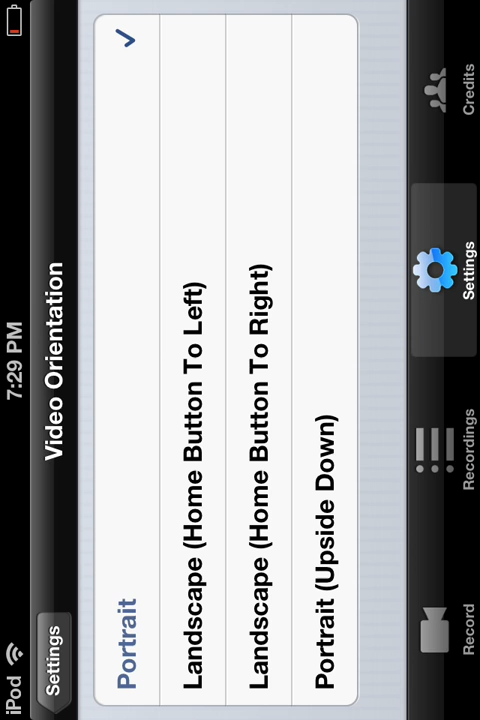 iPod 7:29 PM
Settings Video Orientation
Portrait
Landscape (Home Button To Left)
Landscape (Home Button To Right)
Portrait (Upside Down)
Record Recordings Settings Credits